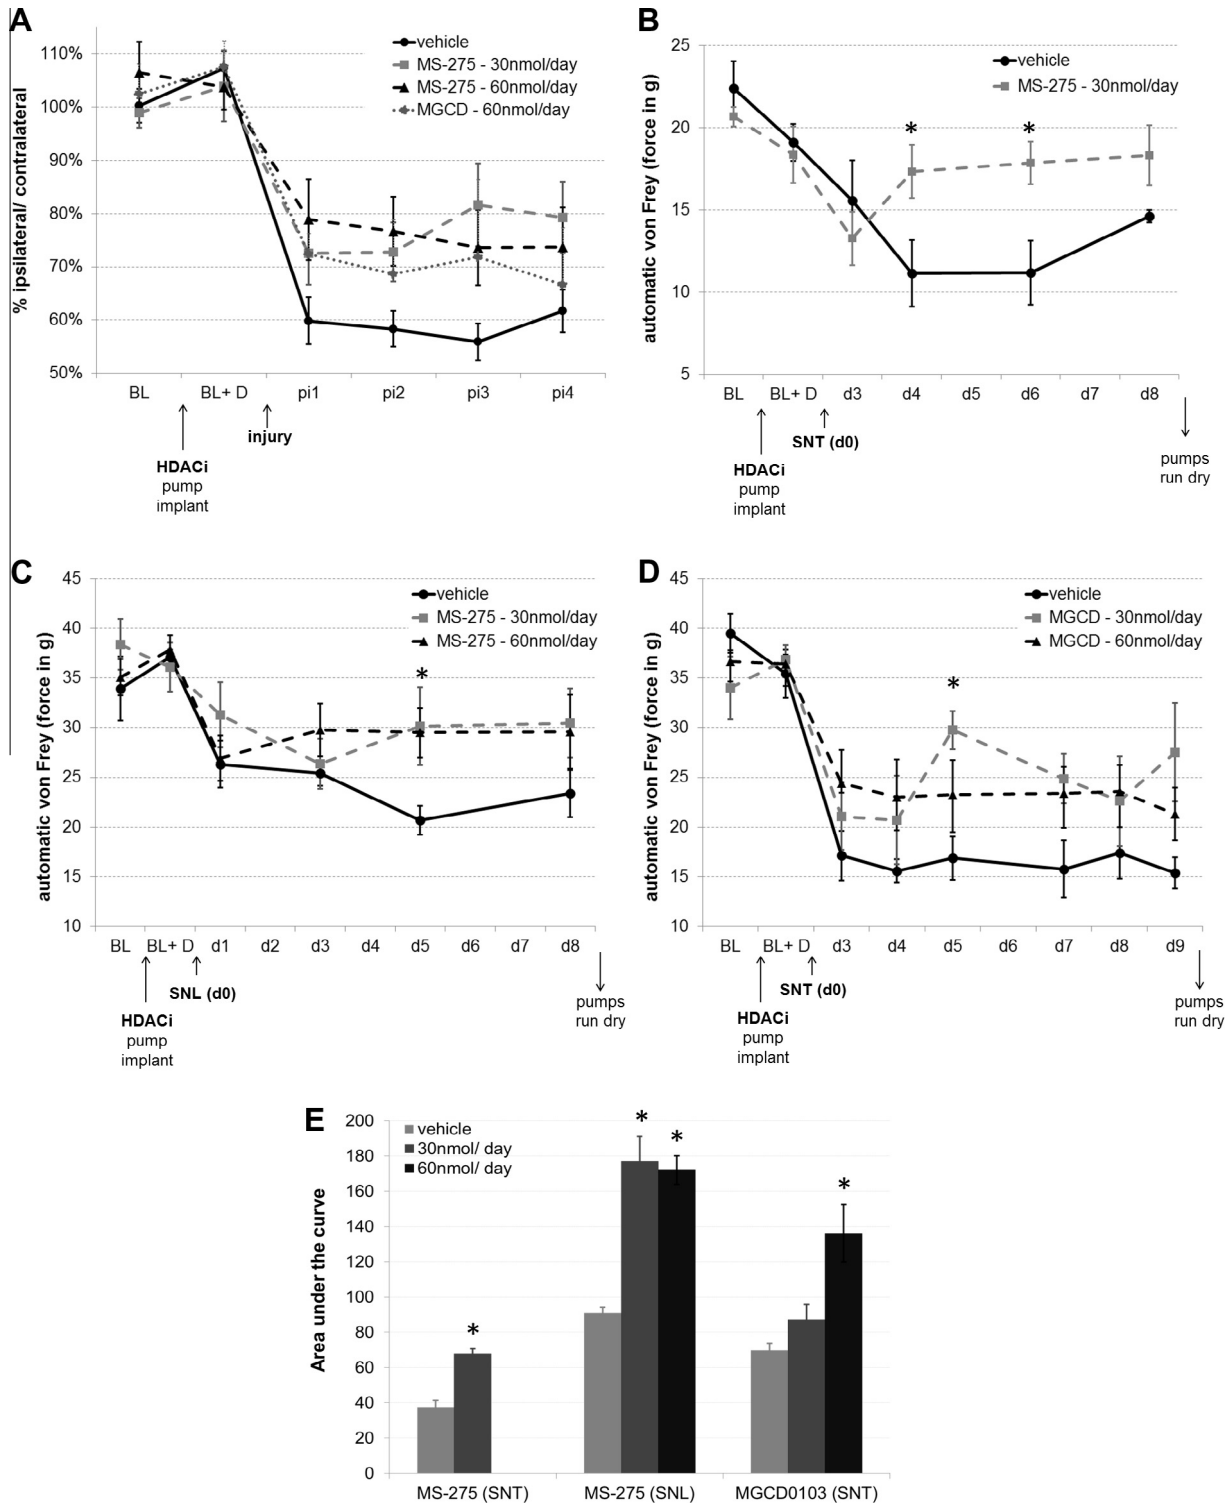 A
% ipsilateral/ contralateral
110%
100%
90%
80%
70%
60%
50%
vehicle
MS-275 - 30nmol/day
MS-275 - 60nmol/day
MGCD - 60nmol/day
BL
BL+ D
pi1
pi2
pi3
pi4
injury
HDACi
pump
implant
B
automatic von Frey (force in g)
25
20
15
10
5
vehicle
MS-275 - 30nmol/day
*
*
BL
BL+ D
d3
d4
d5
d6
d7
d8
SNT (d0)
HDACi
pump
implant
pumps
run dry
C
automatic von Frey (force in g)
45
40
35
30
25
20
15
10
vehicle
MS-275 - 30nmol/day
MS-275 - 60nmol/day
*
BL
BL+ D
d1
d2
d3
d4
d5
d6
d7
d8
SNL (d0)
HDACi
pump
implant
pumps
run dry
D
automatic von Frey (force in g)
45
40
35
30
25
20
15
10
vehicle
MGCD - 30nmol/day
MGCD - 60nmol/day
*
BL
BL+ D
d3
d4
d5
d6
d7
d8
d9
SNT (d0)
HDACi
pump
implant
pumps
run dry
E
Area under the curve
200
180
160
140
120
100
80
60
40
20
0
vehicle
30nmol/ day
60nmol/ day
*
*
*
*
MS-275 (SNT)
MS-275 (SNL)
MGCD0103 (SNT)